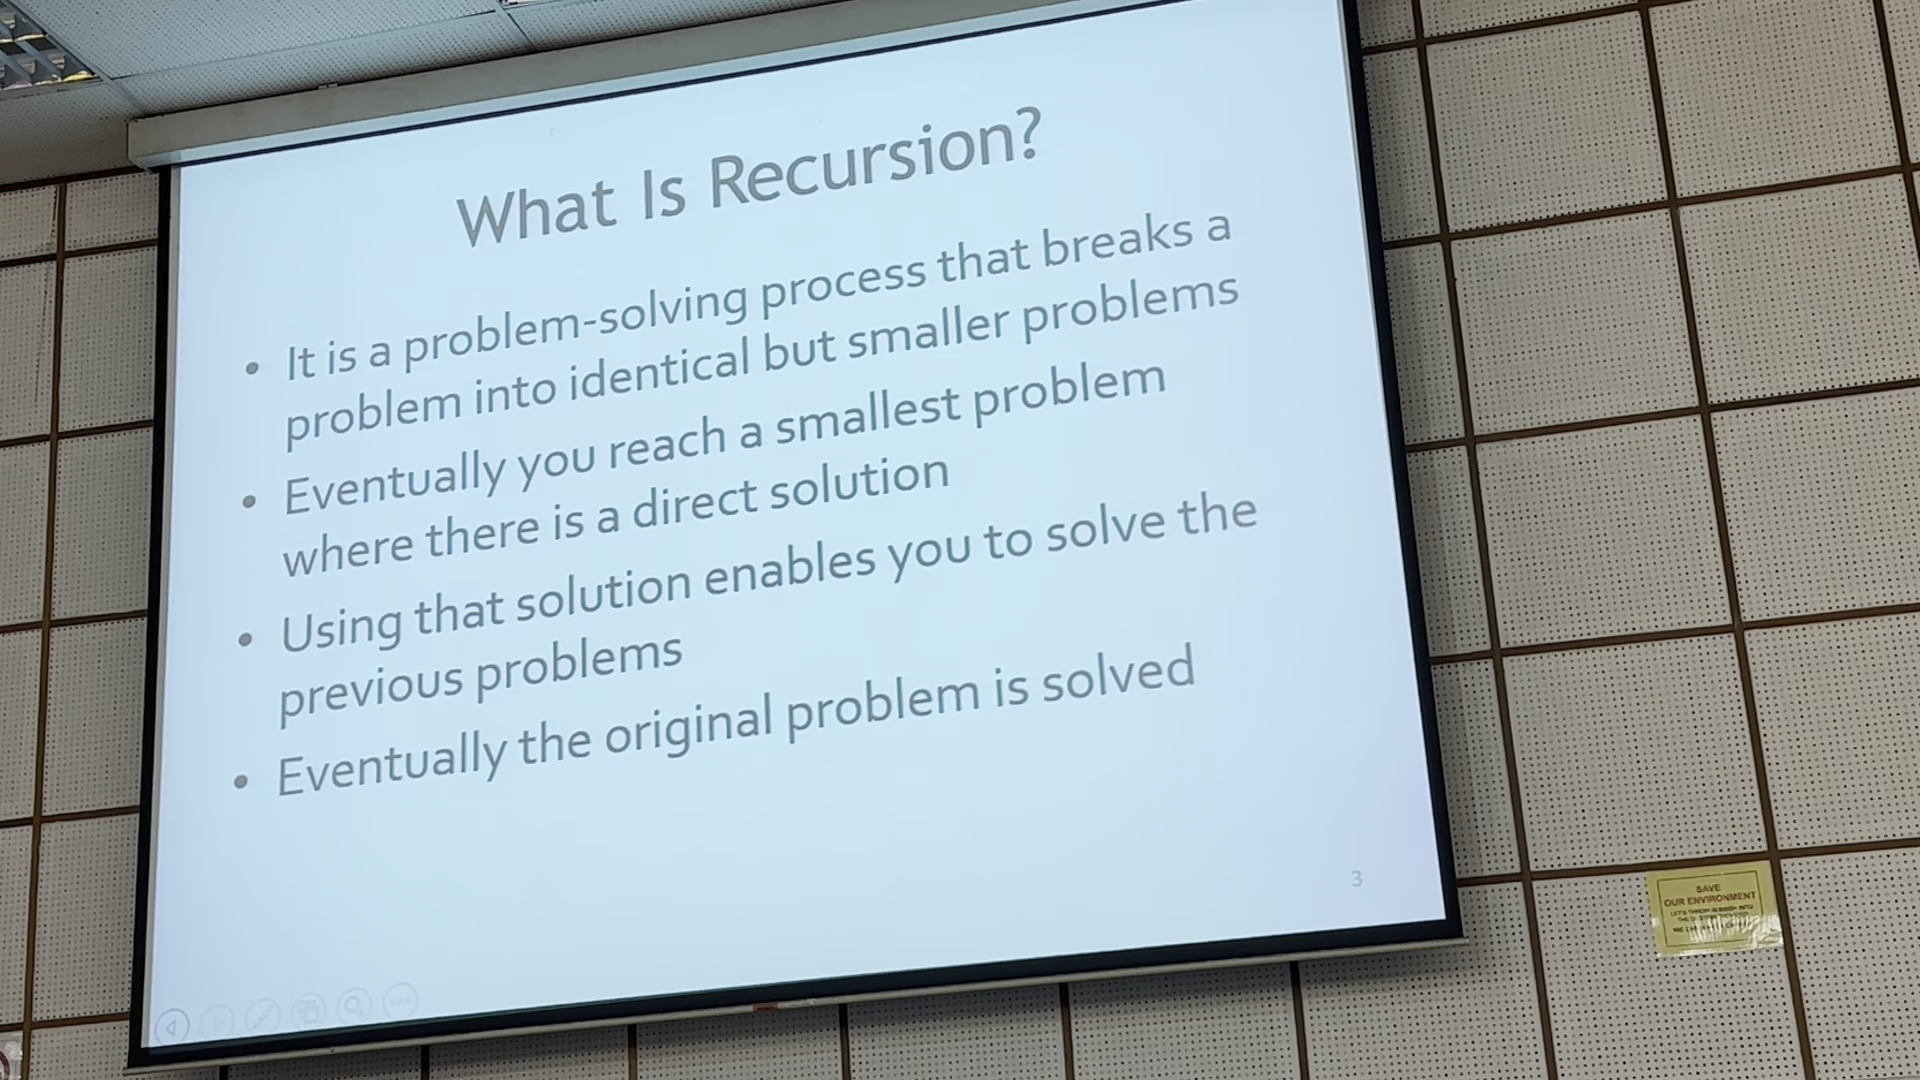 What Is Recursion?
• It is a problem-solving process that breaks a
problem into identical but smaller problems
• Eventually you reach a smallest problem
where there is a direct solution
• Using that solution enables you to solve the
previous problems
• Eventually the original problem is solved
3
SAVE
OUR ENVIRONMENT